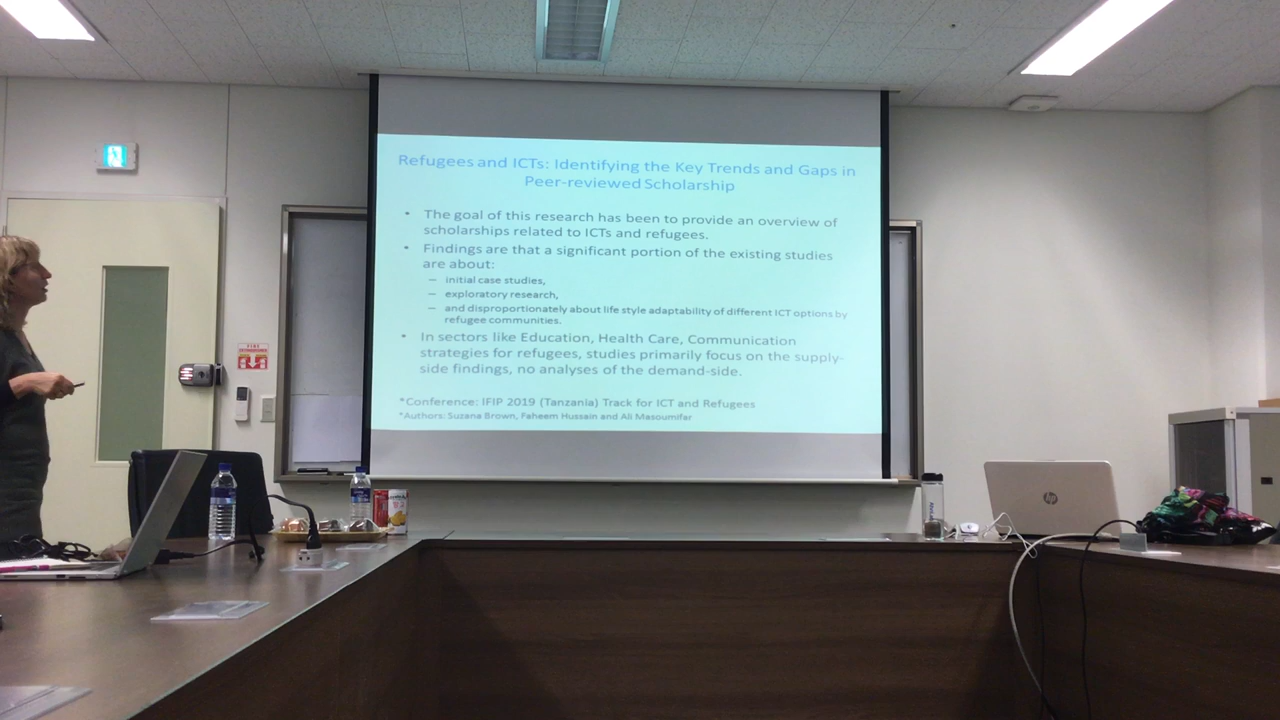 Refugees and ICTs: Identifying the Key Trends and Gaps in
Peer-reviewed Scholarship
• The goal of this research has been to provide an overview of
scholarships related to ICTs and refugees.
• Findings are that a significant portion of the existing studies
are about:
– initial case studies,
– exploratory research,
– and disproportionately about life style adaptability of different ICT options by
refugee communities.
• In sectors like Education, Health Care, Communication
strategies for refugees, studies primarily focus on the supply-
side findings, no analyses of the demand-side.
*Conference: IFIP 2019 (Tanzania) Track for ICT and Refugees
*Authors: Suzana Brown, Faheem Hussain and Ali Masoumifar
FIRE
hp